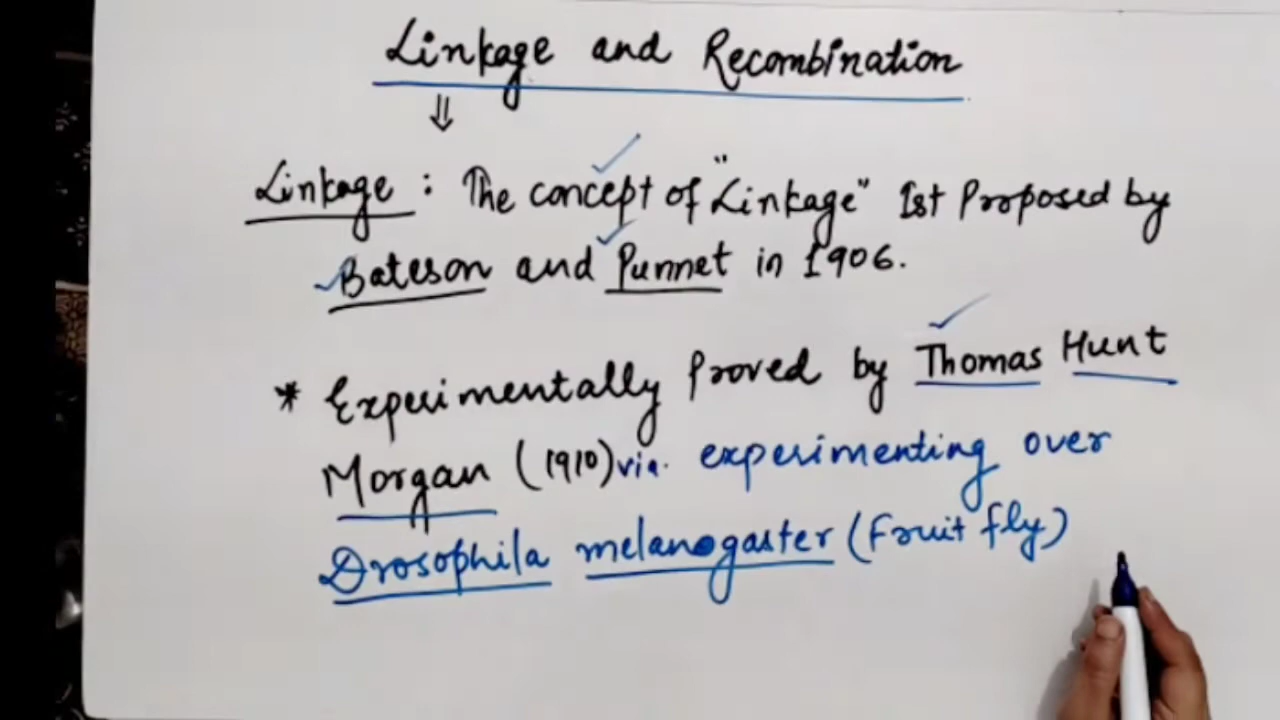 Linkage and Recombination
⇓
Linkage : The concept of "Linkage" 1st Proposed by
Bateson and Punnet in 1906.
* Experimentally Proved by Thomas Hunt
Morgan (1910) via. experimenting over
Drosophila melanogaster (Fruit fly)